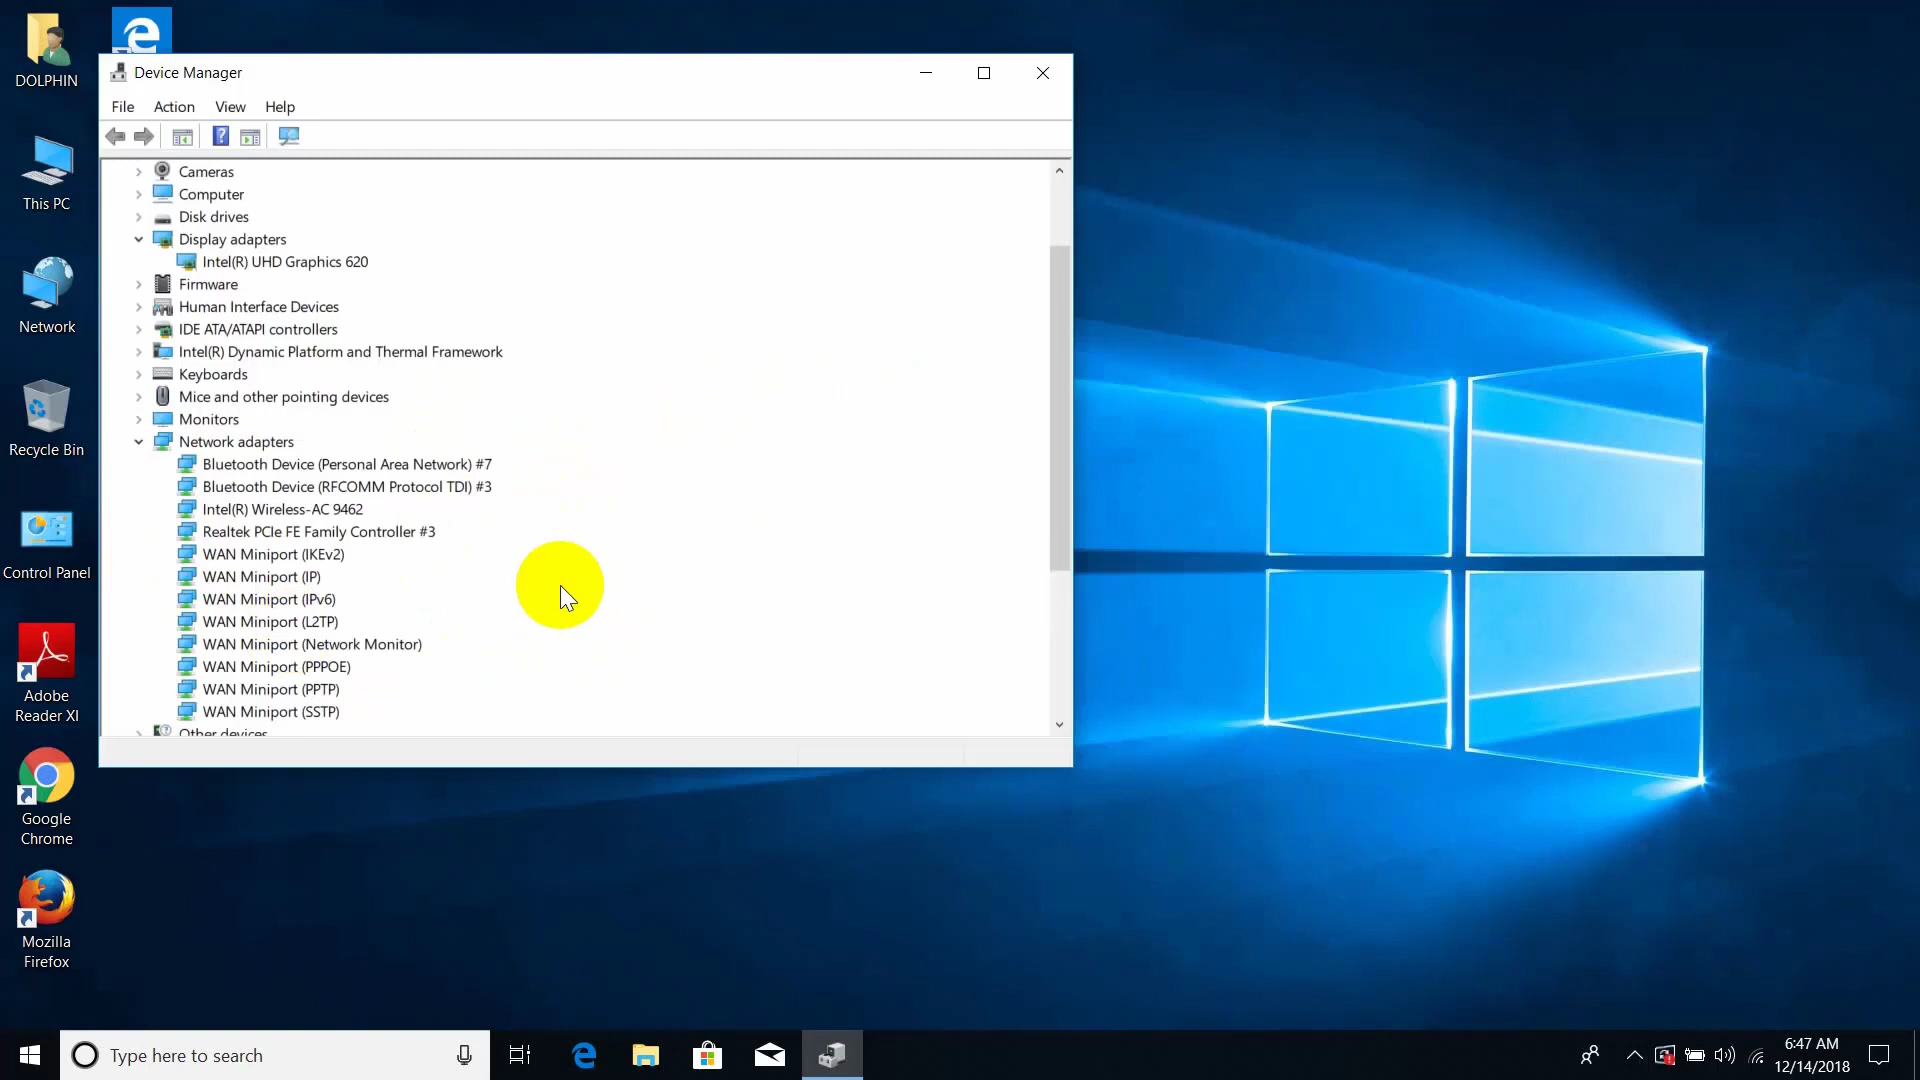 DOLPHIN
This PC
Network
Recycle Bin
Control Panel
Adobe
Reader XI
Google
Chrome
Mozilla
Firefox
Device Manager
File Action View Help
Cameras
Computer
Disk drives
Display adapters
Intel(R) UHD Graphics 620
Firmware
Human Interface Devices
IDE ATA/ATAPI controllers
Intel(R) Dynamic Platform and Thermal Framework
Keyboards
Mice and other pointing devices
Monitors
Network adapters
Bluetooth Device (Personal Area Network) #7
Bluetooth Device (RFCOMM Protocol TDI) #3
Intel(R) Wireless-AC 9462
Realtek PCIe FE Family Controller #3
WAN Miniport (IKEv2)
WAN Miniport (IP)
WAN Miniport (IPv6)
WAN Miniport (L2TP)
WAN Miniport (Network Monitor)
WAN Miniport (PPPOE)
WAN Miniport (PPTP)
WAN Miniport (SSTP)
Other devices
Type here to search
6:47 AM
12/14/2018